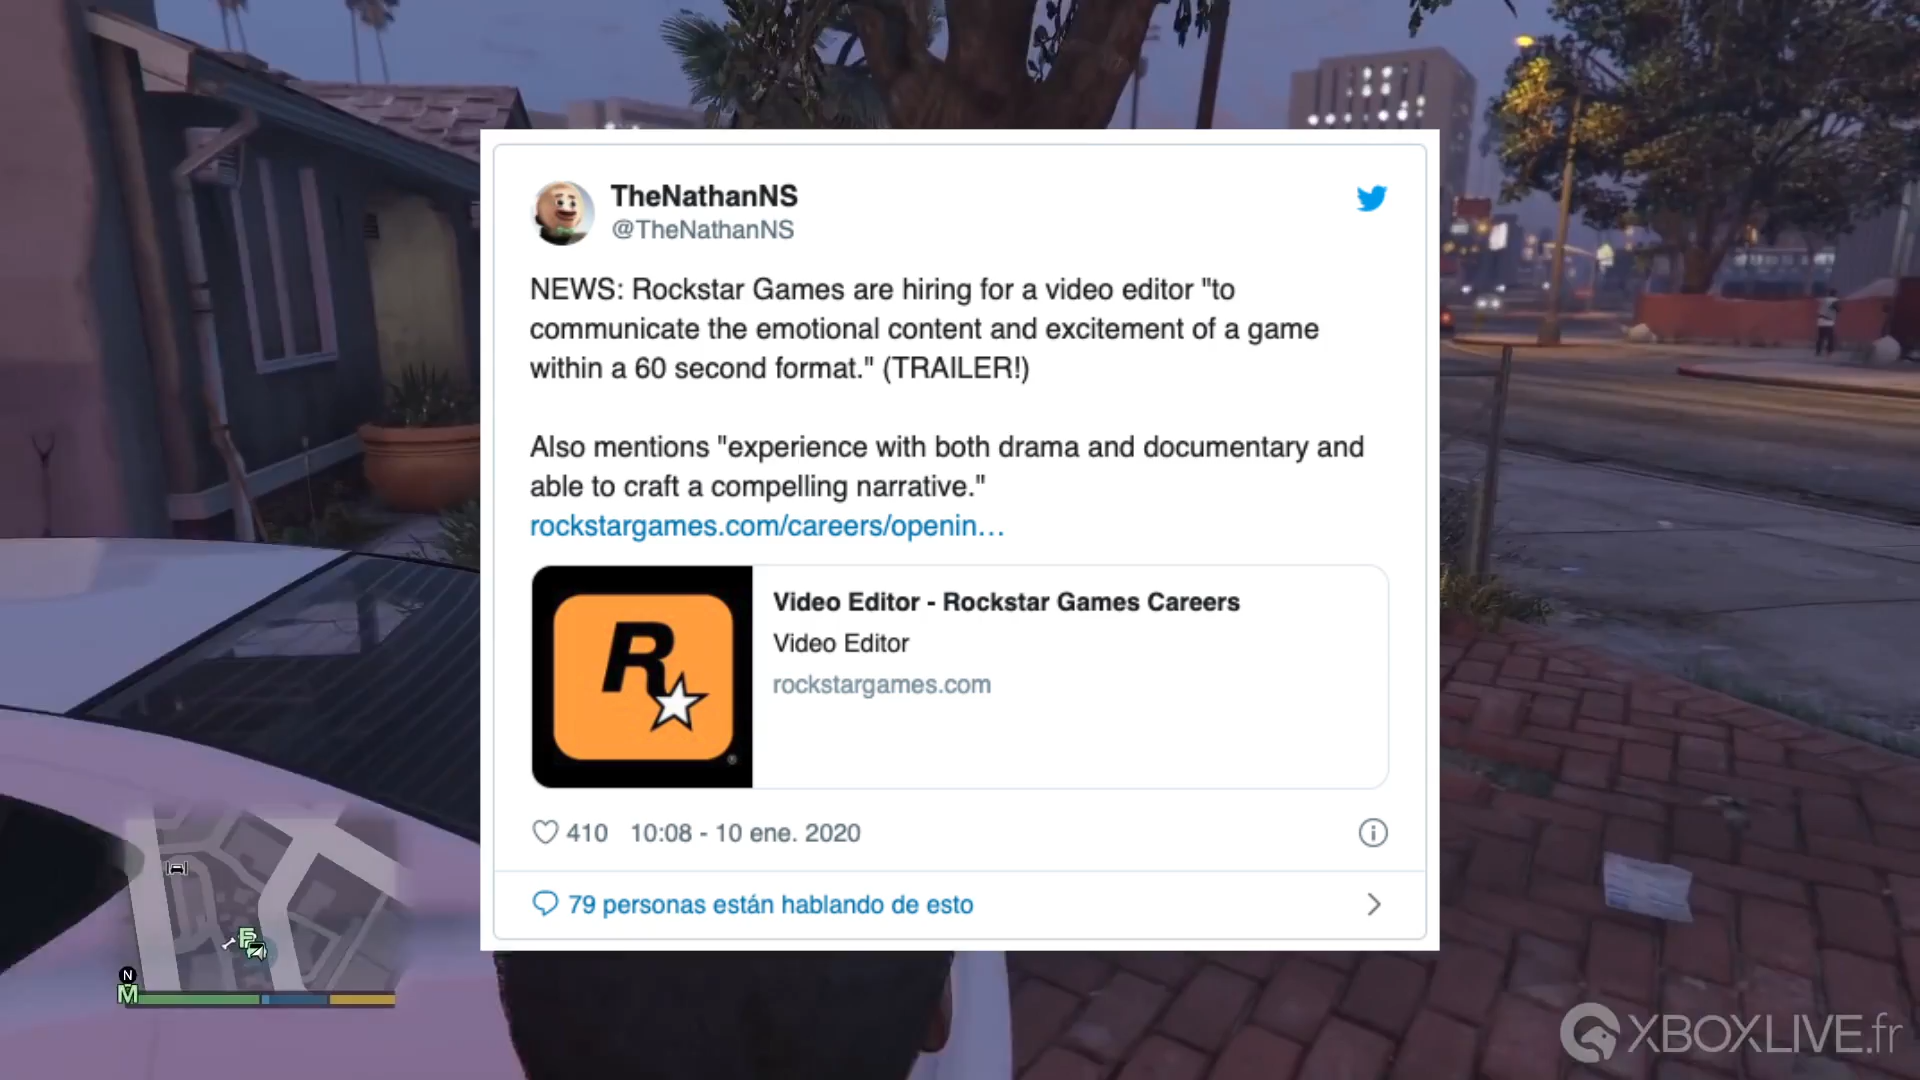 TheNathanNS
@TheNathanNS
NEWS: Rockstar Games are hiring for a video editor "to
communicate the emotional content and excitement of a game
within a 60 second format." (TRAILER!)
Also mentions "experience with both drama and documentary and
able to craft a compelling narrative."
rockstargames.com/careers/openin…
R
Video Editor - Rockstar Games Careers
Video Editor
rockstargames.com
410 10:08 - 10 ene. 2020
79 personas están hablando de esto
N
M
F
XBOXLIVE.fr